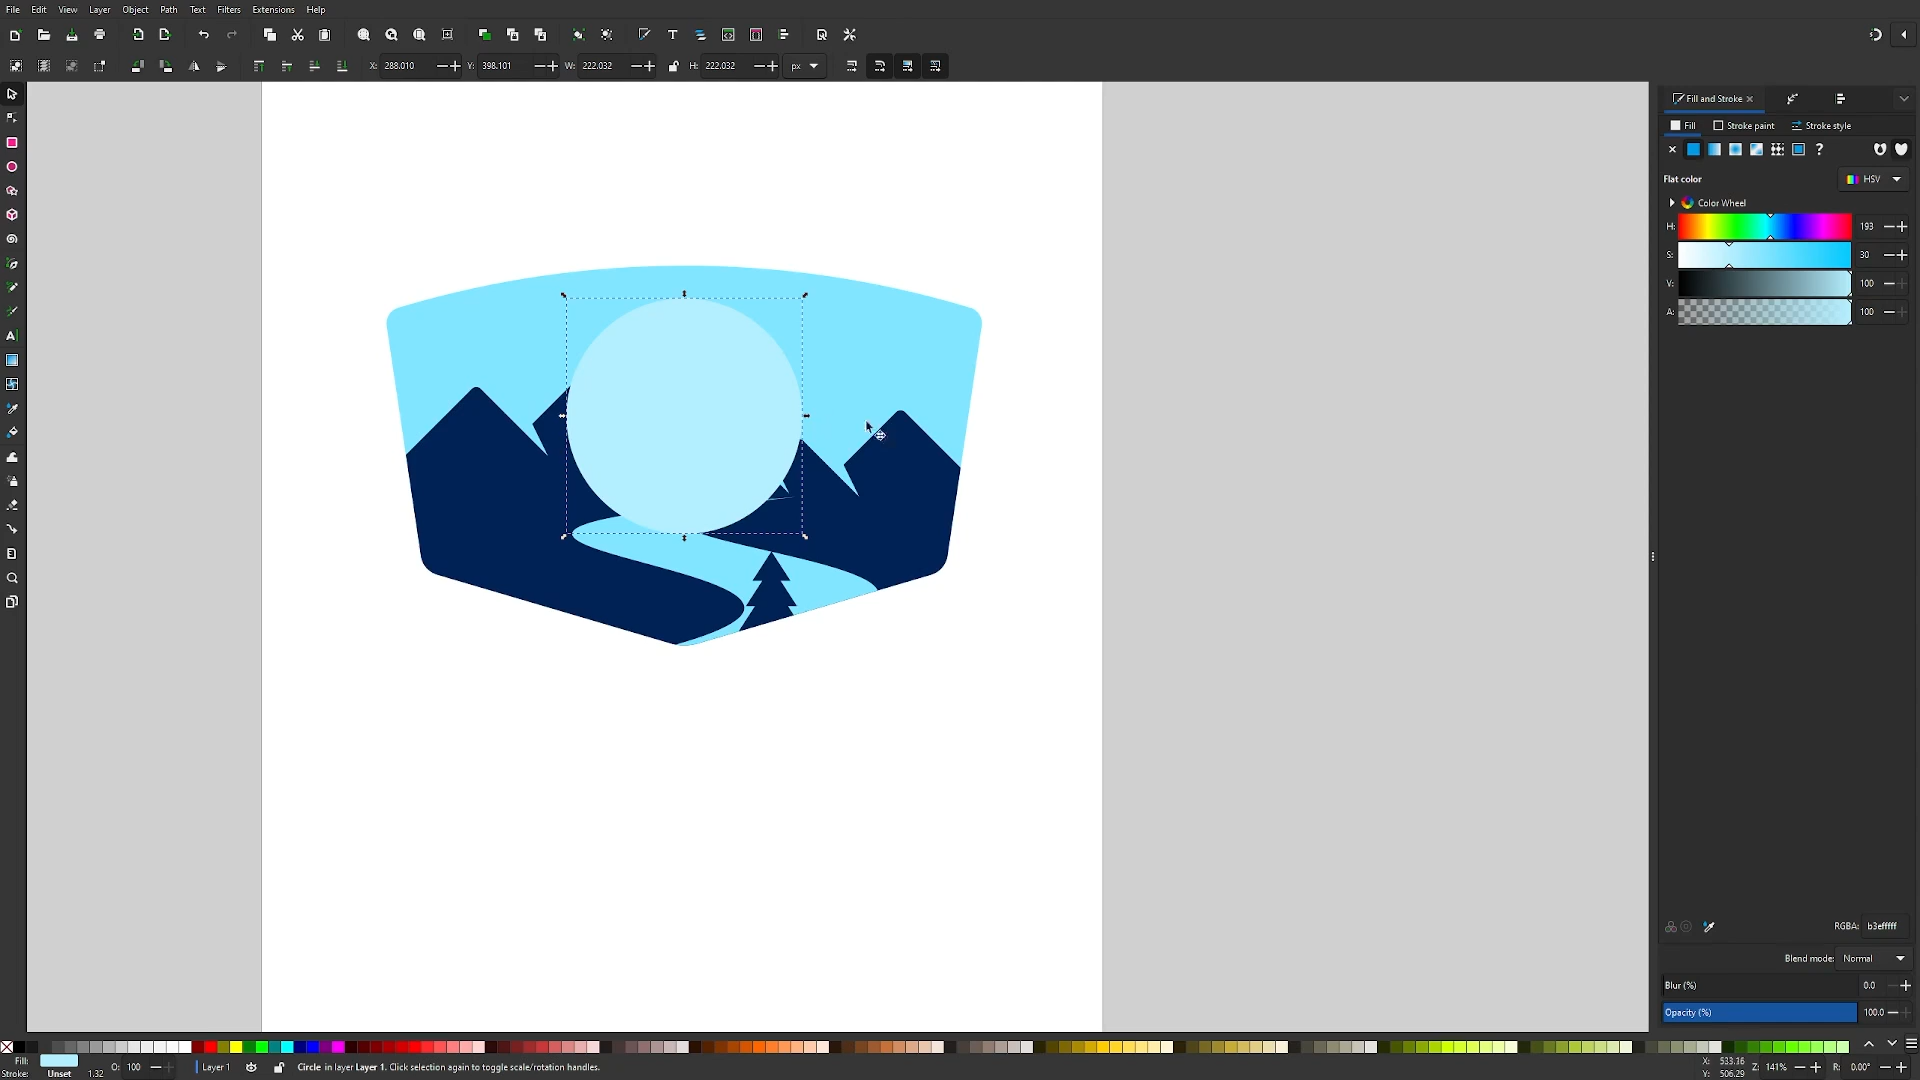 File Edit View Layer Object Path Text Filters Extensions Help
X: 288.010 Y: 398.101 W: 222.032 H: 222.032 px
Fill and Stroke
Fill Stroke paint Stroke style
?
Flat color HSV
Color Wheel
H: 193
S: 30
V: 100
A: 100
RGBA: b3efffff
Blend mode: Normal
Blur (%) 0.0
Opacity (%) 100.0
Fill:
Stroke: Unset 1.32 O: 100 Layer 1 Circle in layer Layer 1. Click selection again to toggle scale/rotation handles.
X: 533.16
Y: 506.29 Z: 141% R: 0.00°